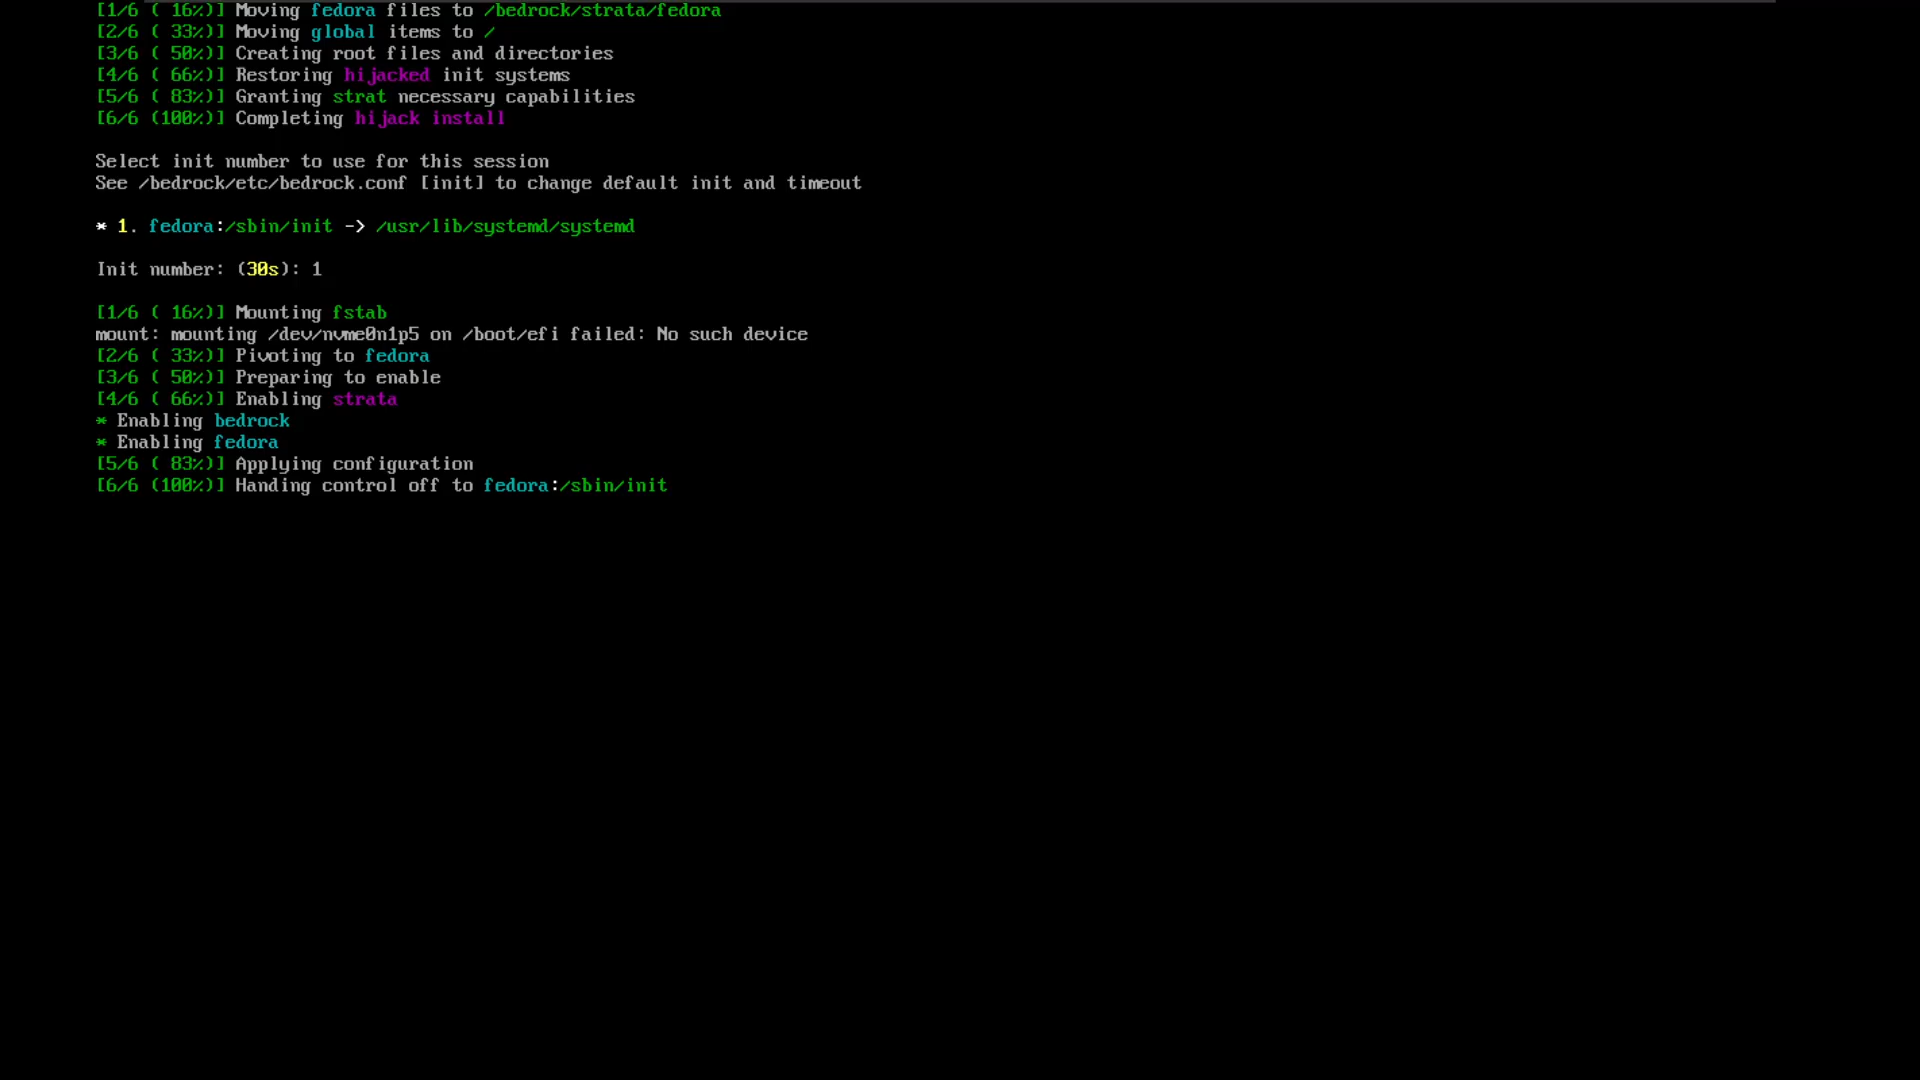 [1/6 ( 16%)] Moving fedora files to /bedrock/strata/fedora
[2/6 ( 33%)] Moving global items to /
[3/6 ( 50%)] Creating root files and directories
[4/6 ( 66%)] Restoring hijacked init systems
[5/6 ( 83%)] Granting strat necessary capabilities
[6/6 (100%)] Completing hijack install
Select init number to use for this session
See /bedrock/etc/bedrock.conf [init] to change default init and timeout
* 1. fedora:/sbin/init -> /usr/lib/systemd/systemd
Init number: (30s): 1
[1/6 ( 16%)] Mounting fstab
mount: mounting /dev/nvme0n1p5 on /boot/efi failed: No such device
[2/6 ( 33%)] Pivoting to fedora
[3/6 ( 50%)] Preparing to enable
[4/6 ( 66%)] Enabling strata
* Enabling bedrock
* Enabling fedora
[5/6 ( 83%)] Applying configuration
[6/6 (100%)] Handing control off to fedora:/sbin/init